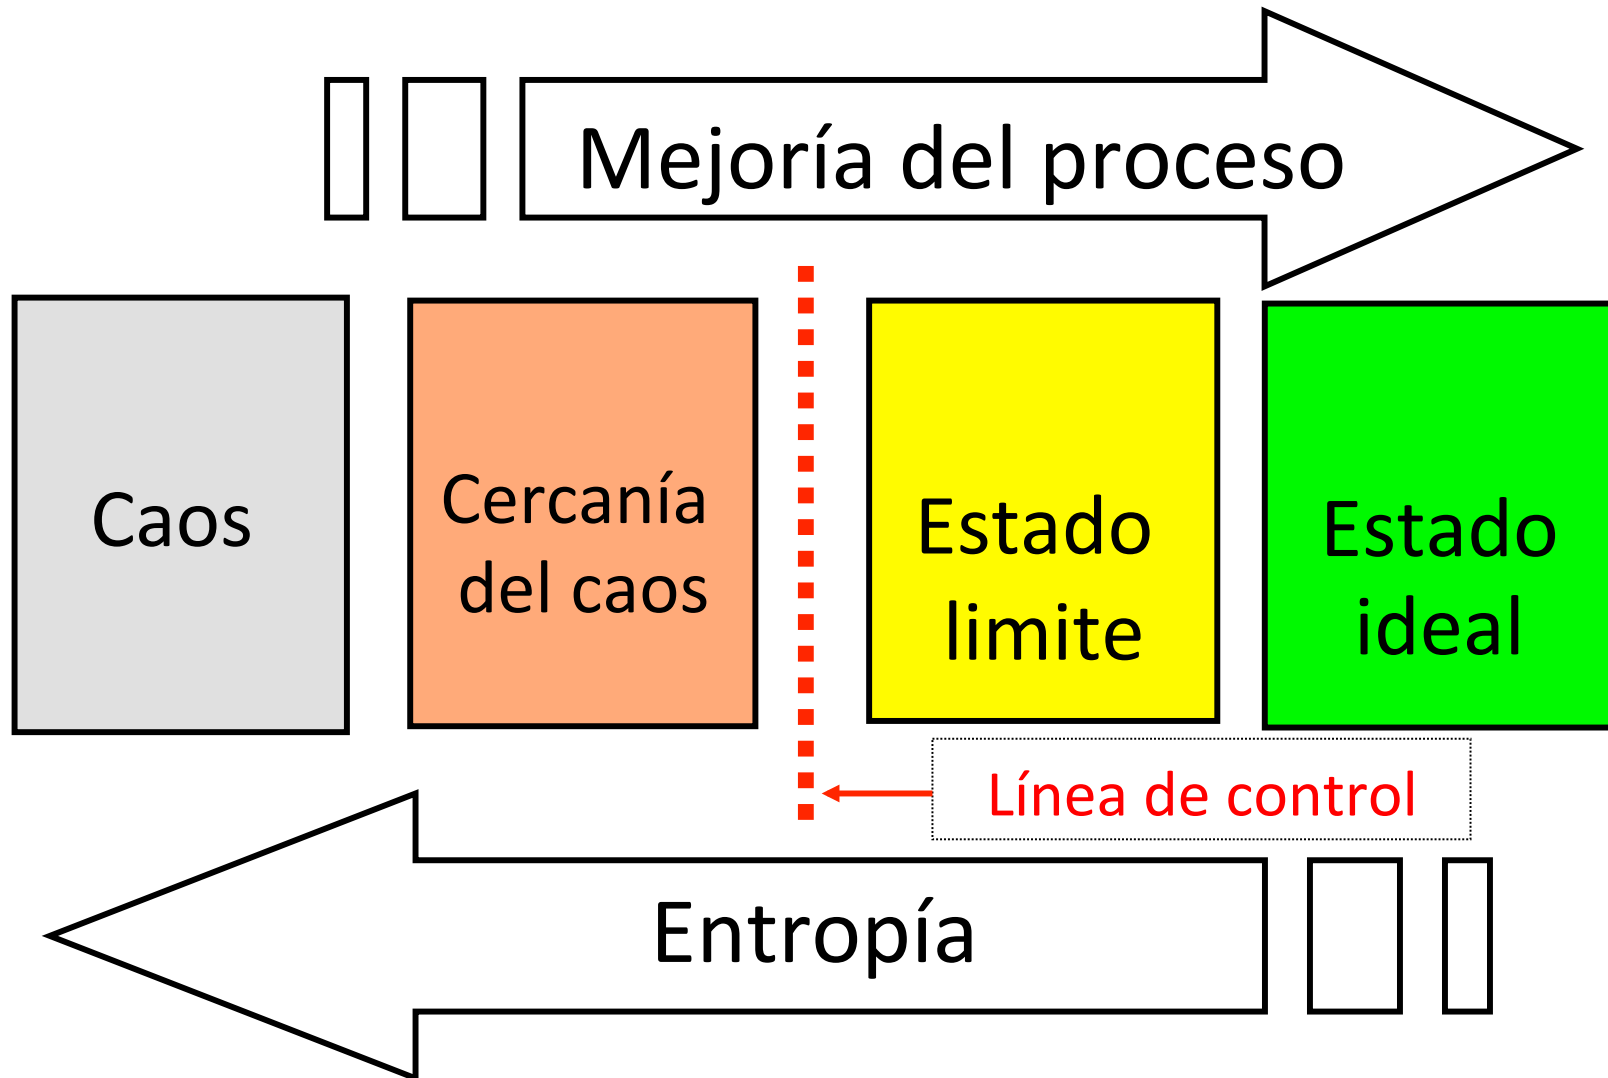 Mejoría del proceso
Caos
Cercanía
del caos
Estado
limite
Estado
ideal
Línea de control
Entropía